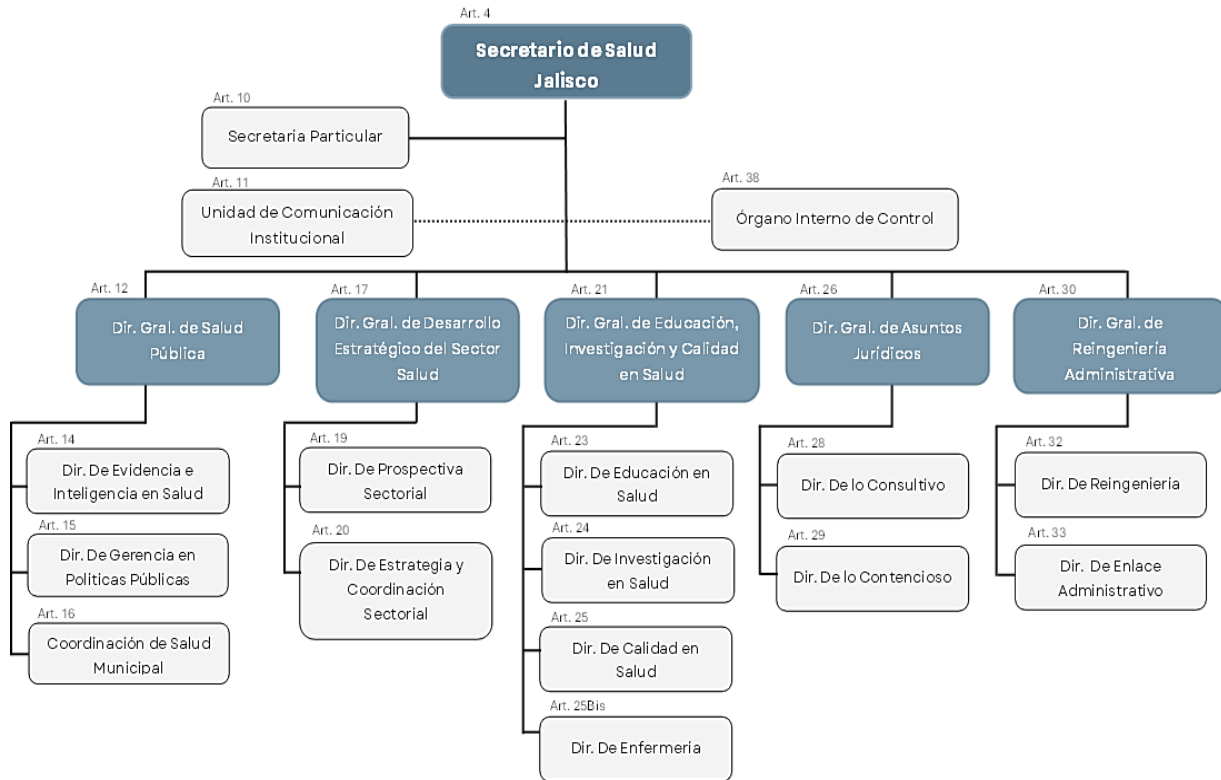 Art. 4
Secretario de Salud
Jalisco
Art. 10
Secretaría Particular
Art. 11
Unidad de Comunicación
Institucional
Art. 38
Órgano Interno de Control
Art. 12
Dir. Gral. de Salud
Pública
Art. 17
Dir. Gral. de Desarrollo
Estratégico del Sector
Salud
Art. 21
Dir. Gral. de Educación,
Investigación y Calidad
en Salud
Art. 26
Dir. Gral. de Asuntos
Juridicos
Art. 30
Dir. Gral. de
Reingeniería
Administrativa
Art. 14
Dir. De Evidencia e
Inteligencia en Salud
Art. 15
Dir. De Gerencia en
Politicas Públicas
Art. 16
Coordinación de Salud
Municipal
Art. 19
Dir. De Prospectiva
Sectorial
Art. 20
Dir. De Estrategia y
Coordinación
Sectorial
Art. 23
Dir. De Educación en
Salud
Art. 24
Dir. De Investigación
en Salud
Art. 25
Dir. De Calidad en
Salud
Art. 25Bis
Dir. De Enfermeria
Art. 28
Dir. De lo Consultivo
Art. 29
Dir. De lo Contencioso
Art. 32
Dir. De Reingeniería
Art. 33
Dir. De Enlace
Administrativo